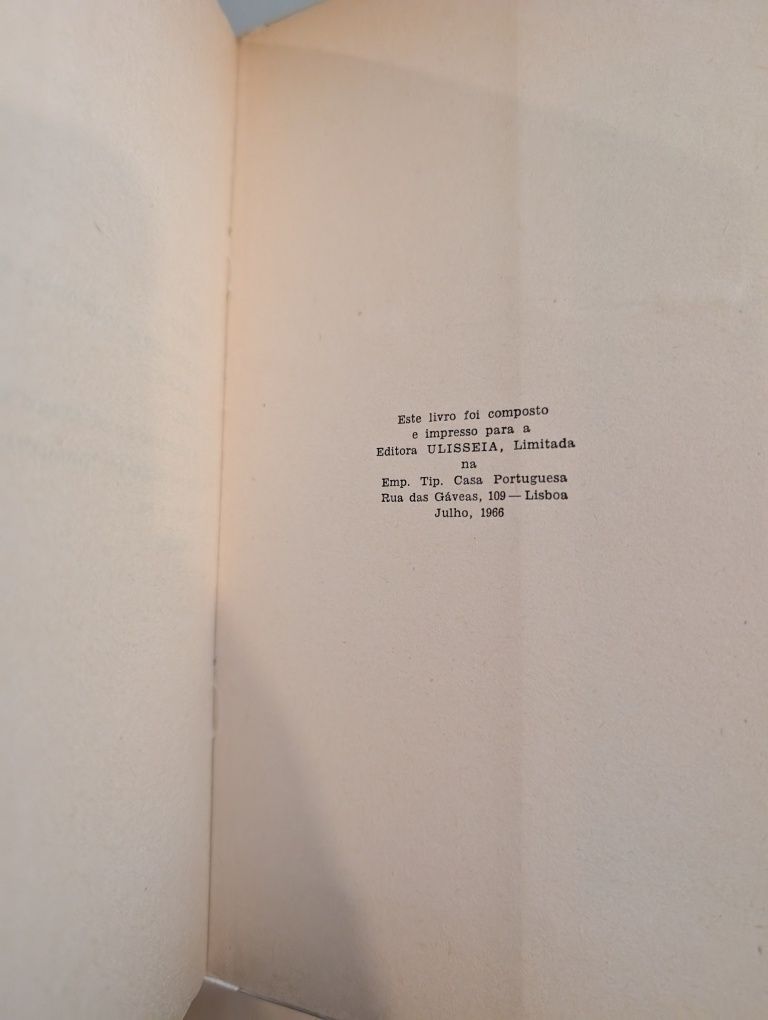 Este livro foi composto
e impresso para a
Editora ULISSEIA, Limitada
na
Emp. Tip. Casa Portuguesa
Rua das Gáveas, 109 — Lisboa
Julho, 1966